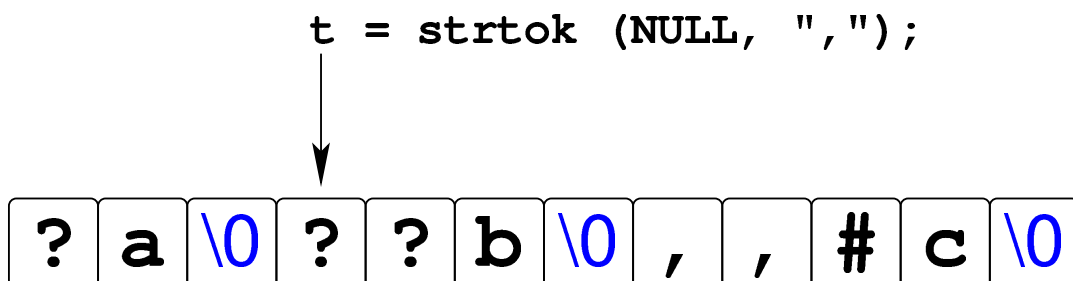 t = strtok (NULL, ",");
? a \0 ? ? b \0 , , # c \0